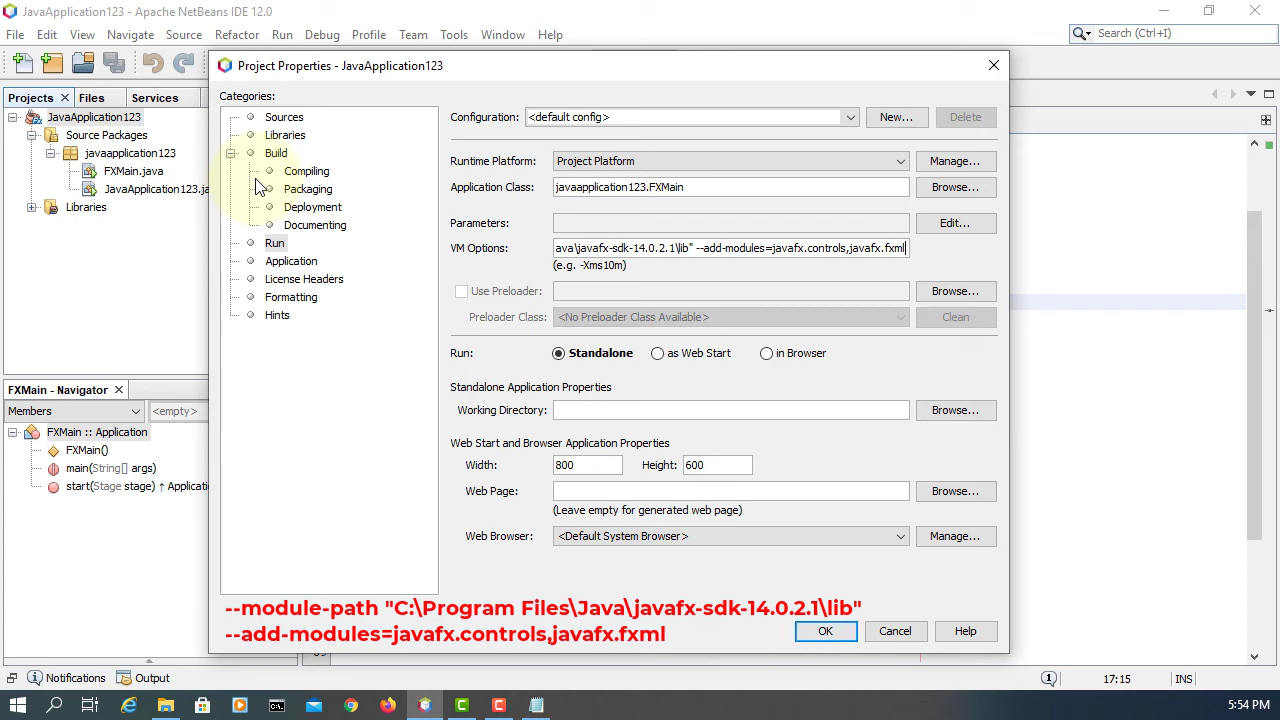 JavaApplication123 - Apache NetBeans IDE 12.0
File Edit View Navigate Source Refactor Run Debug Profile Team Tools Window Help
Search (Ctrl+I)
Projects Files Services
JavaApplication123
Source Packages
javaapplication123
FXMain.java
JavaApplication123.ja
Libraries
FXMain - Navigator
Members
<empty>
FXMain :: Application
FXMain()
main(String[] args)
start(Stage stage) ↑ Applicatio
Project Properties - JavaApplication123
Categories:
Sources
Libraries
Build
Compiling
Packaging
Deployment
Documenting
Run
Application
License Headers
Formatting
Hints
Configuration: <default config> New... Delete
Runtime Platform: Project Platform Manage...
Application Class: javaapplication123.FXMain Browse...
Parameters: Edit...
VM Options: ava\javafx-sdk-14.0.2.1\lib" --add-modules=javafx.controls,javafx.fxml
(e.g. -Xms10m)
Use Preloader: Browse...
Preloader Class: <No Preloader Class Available> Clean
Run: Standalone as Web Start in Browser
Standalone Application Properties
Working Directory: Browse...
Web Start and Browser Application Properties
Width: 800 Height: 600
Web Page: Browse...
(Leave empty for generated web page)
Web Browser: <Default System Browser> Manage...
--module-path "C:\Program Files\Java\javafx-sdk-14.0.2.1\lib"
--add-modules=javafx.controls,javafx.fxml
OK Cancel Help
Notifications Output
17:15 INS
5:54 PM